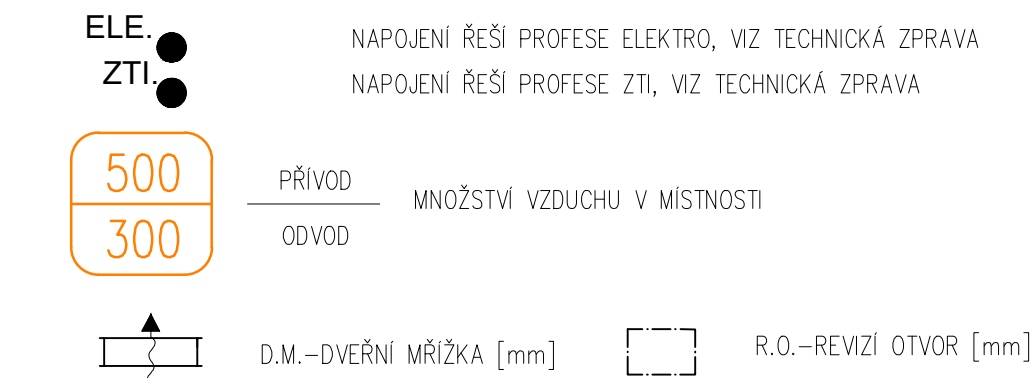 ELE. NAPOJENÍ ŘEŠÍ PROFESE ELEKTRO, VIZ TECHNICKÁ ZPRAVA
ZTI. NAPOJENÍ ŘEŠÍ PROFESE ZTI, VIZ TECHNICKÁ ZPRAVA
500
300
PŘÍVOD
ODVOD
MNOŽSTVÍ VZDUCHU V MÍSTNOSTI
D.M.–DVEŘNÍ MŘÍŽKA [mm]
R.O.–REVIZÍ OTVOR [mm]